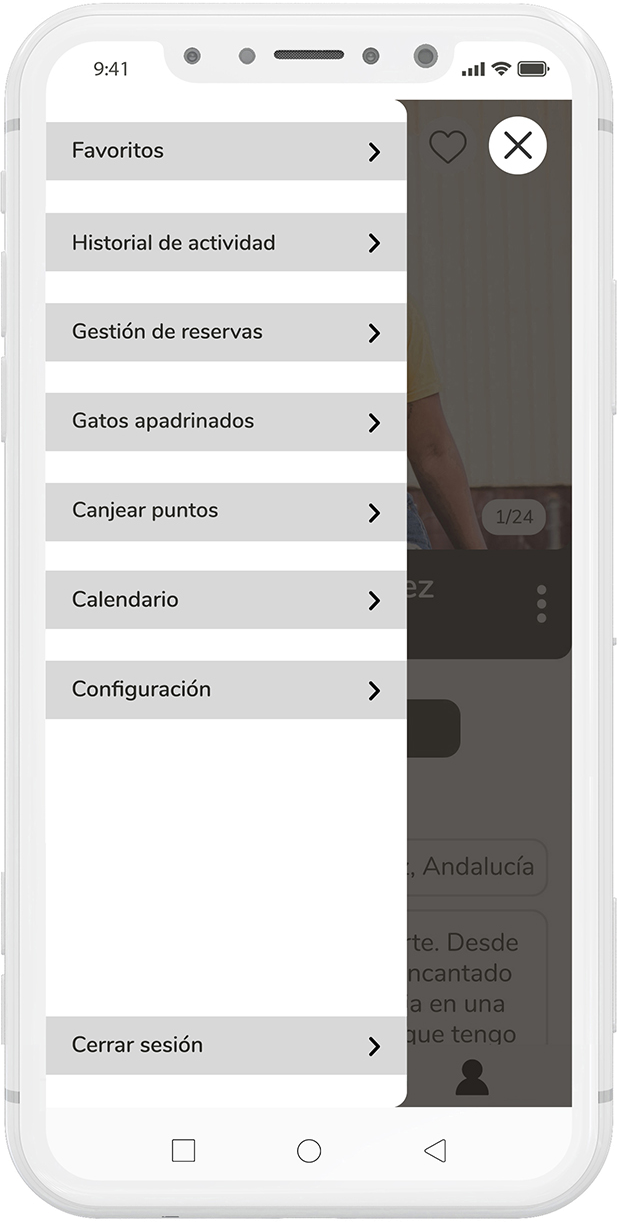 9:41
Favoritos
Historial de actividad
Gestión de reservas
Gatos apadrinados
Canjear puntos
Calendario
Configuración
Cerrar sesión
1/24
ez
, Andalucía
rte. Desde
ncantado
a en una
que tengo